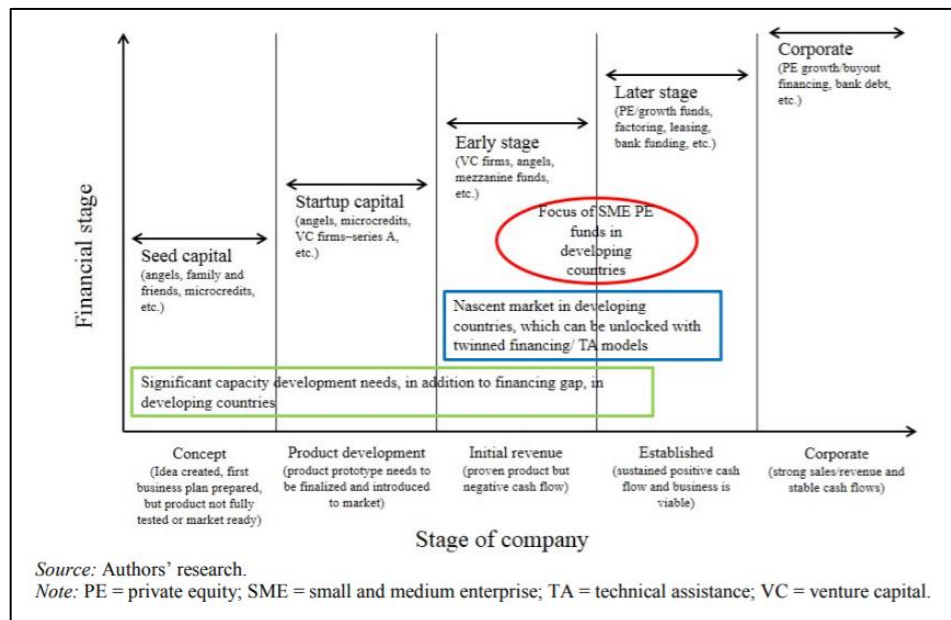 Financial stage
Seed capital
(angels, family and
friends, microcredits,
etc.)
Startup capital
(angels, microcredits,
VC firms–series A,
etc.)
Early stage
(VC firms, angels,
mezzanine funds,
etc.)
Later stage
(PE/growth funds,
factoring, leasing,
bank funding, etc.)
Corporate
(PE growth/buyout
financing, bank debt,
etc.)
Focus of SME PE
funds in
developing
countries
Nascent market in developing
countries, which can be unlocked with
twinned financing/ TA models
Significant capacity development needs, in addition to financing gap, in
developing countries
Concept
(Idea created, first
business plan prepared,
but product not fully
tested or market ready)
Product development
(product prototype needs to
be finalized and introduced
to market)
Initial revenue
(proven product but
negative cash flow)
Established
(sustained positive cash
flow and business is
viable)
Corporate
(strong sales/revenue and
stable cash flows)
Stage of company
Source: Authors’ research.
Note: PE = private equity; SME = small and medium enterprise; TA = technical assistance; VC = venture capital.